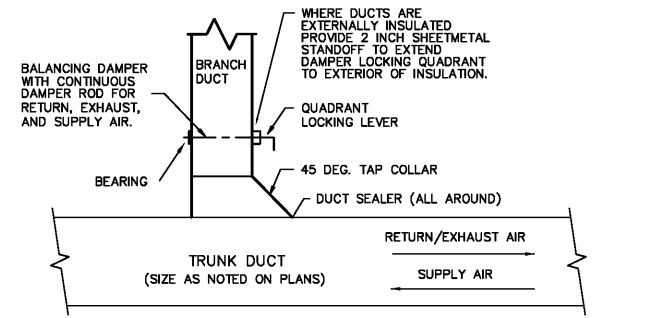 WHERE DUCTS ARE
EXTERNALLY INSULATED
PROVIDE 2 INCH SHEETMETAL
STANDOFF TO EXTEND
DAMPER LOCKING QUADRANT
TO EXTERIOR OF INSULATION.
BRANCH
DUCT
BALANCING DAMPER
WITH CONTINUOUS
DAMPER ROD FOR
RETURN, EXHAUST,
AND SUPPLY AIR.
QUADRANT
LOCKING LEVER
BEARING
45 DEG. TAP COLLAR
DUCT SEALER (ALL AROUND)
TRUNK DUCT
(SIZE AS NOTED ON PLANS)
RETURN/EXHAUST AIR
SUPPLY AIR